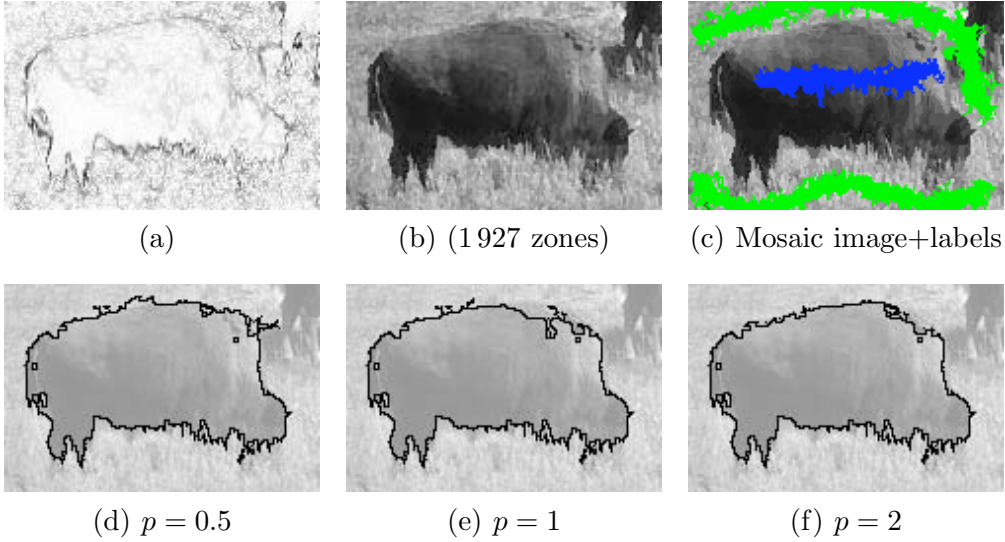 (a)
(b) (1 927 zones)
(c) Mosaic image+labels
(d) p = 0.5
(e) p = 1
(f) p = 2